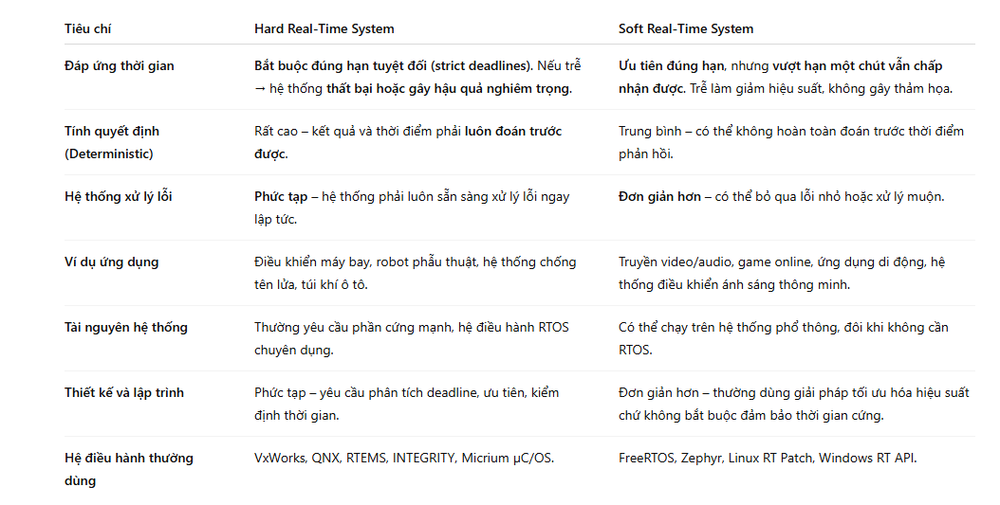 Tiêu chí Hard Real-Time System Soft Real-Time System
Đáp ứng thời gian Bắt buộc đúng hạn tuyệt đối (strict deadlines). Nếu trễ Ưu tiên đúng hạn, nhưng vượt hạn một chút vẫn chấp
→ hệ thống thất bại hoặc gây hậu quả nghiêm trọng. nhận được. Trễ làm giảm hiệu suất, không gây thảm họa.
Tính quyết định Rất cao – kết quả và thời điểm phải luôn đoán trước Trung bình – có thể không hoàn toàn đoán trước thời điểm
(Deterministic) được. phản hồi.
Hệ thống xử lý lỗi Phức tạp – hệ thống phải luôn sẵn sàng xử lý lỗi ngay Đơn giản hơn – có thể bỏ qua lỗi nhỏ hoặc xử lý muộn.
lập tức.
Ví dụ ứng dụng Điều khiển máy bay, robot phẫu thuật, hệ thống chống Truyền video/audio, game online, ứng dụng di động, hệ
tên lửa, túi khí ô tô. thống điều khiển ánh sáng thông minh.
Tài nguyên hệ thống Thường yêu cầu phần cứng mạnh, hệ điều hành RTOS Có thể chạy trên hệ thống phổ thông, đôi khi không cần
chuyên dụng. RTOS.
Thiết kế và lập trình Phức tạp – yêu cầu phân tích deadline, ưu tiên, kiểm Đơn giản hơn – thường dùng giải pháp tối ưu hóa hiệu suất
định thời gian. chứ không bắt buộc đảm bảo thời gian cứng.
Hệ điều hành thường VxWorks, QNX, RTEMS, INTEGRITY, Micrium µC/OS. FreeRTOS, Zephyr, Linux RT Patch, Windows RT API.
dùng